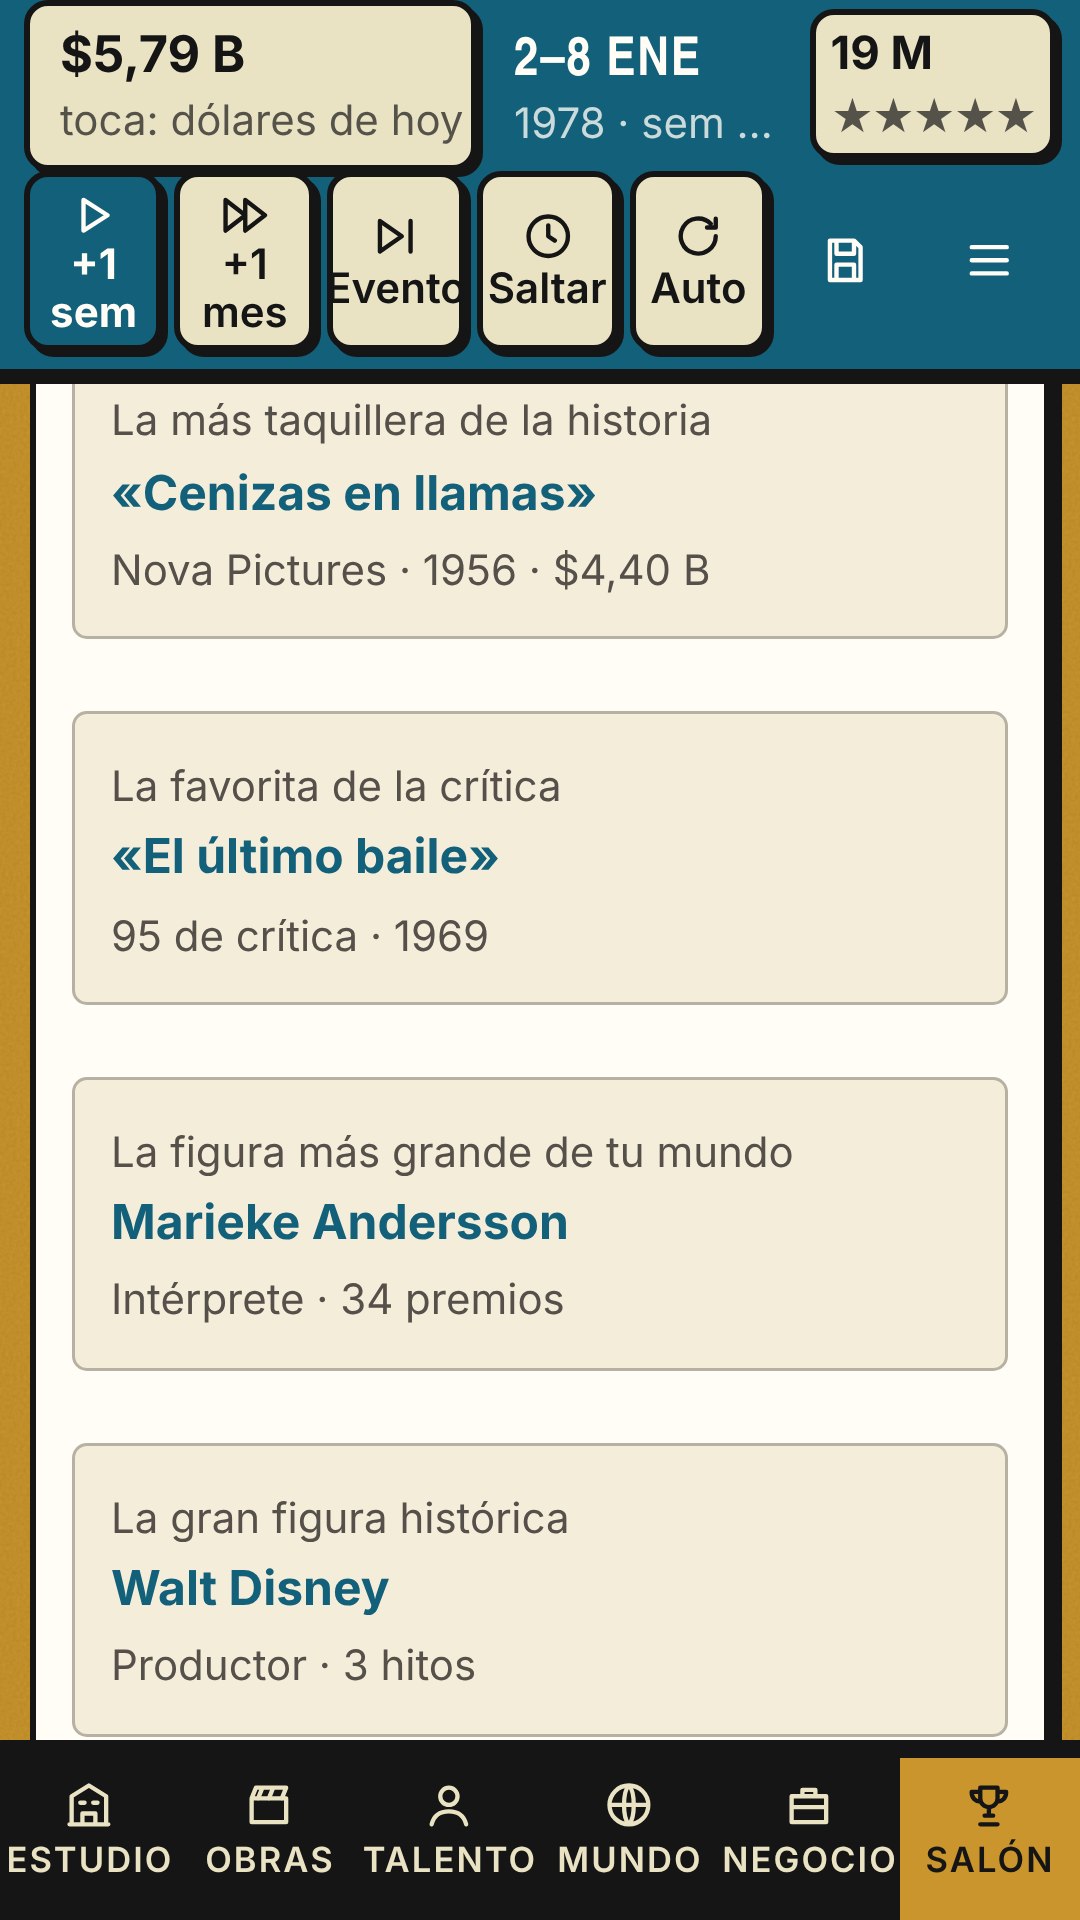 $5,79 B
toca: dólares de hoy
2–8 ENE
1978 · sem ...
19 M
★★★★★
+1 sem
+1 mes
Evento
Saltar
Auto
La más taquillera de la historia
«Cenizas en llamas»
Nova Pictures · 1956 · $4,40 B
La favorita de la crítica
«El último baile»
95 de crítica · 1969
La figura más grande de tu mundo
Marieke Andersson
Intérprete · 34 premios
La gran figura histórica
Walt Disney
Productor · 3 hitos
ESTUDIO
OBRAS
TALENTO
MUNDO
NEGOCIO
SALÓN